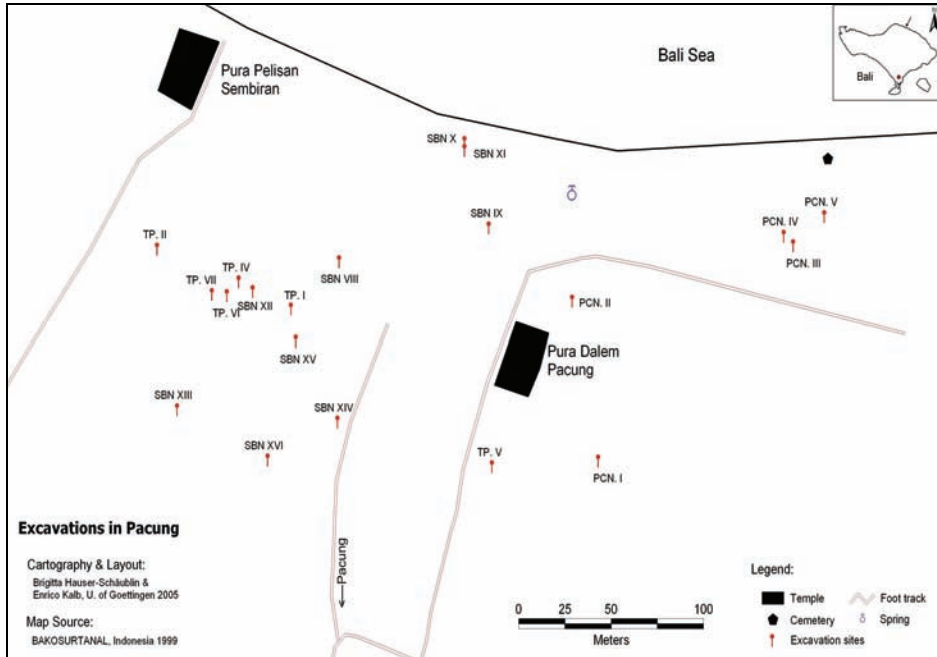 Bali Sea
Bali
Pura Pelisan
Sembiran
SBN X
SBN XI
SBN IX
PCN. V
PCN. IV
PCN. III
TP. II
SBN VIII
TP. IV
TP. VII
TP. VI
SBN XII
TP. I
PCN. II
SBN XV
Pura Dalem
Pacung
SBN XIII
SBN XIV
SBN XVI
TP. V
PCN. I
Pacung
Excavations in Pacung
Cartography & Layout:
Brigitta Hauser-Schäublin &
Enrico Kalb, U. of Goettingen 2005
Map Source:
BAKOSURTANAL, Indonesia 1999
0 25 50 100
Meters
Legend:
Temple
Foot track
Cemetery
Spring
Excavation sites